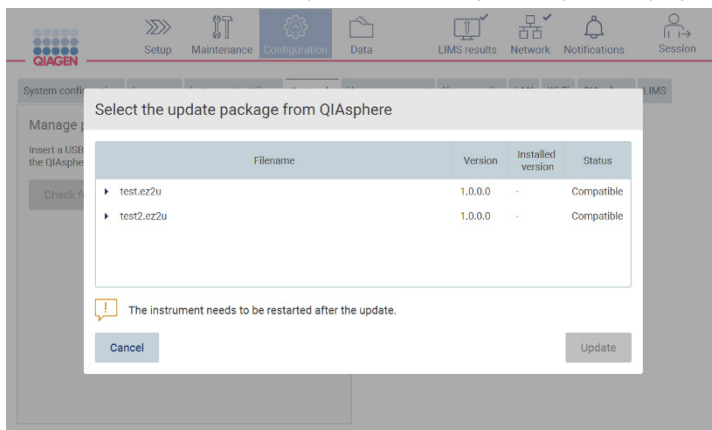 QIAGEN
Setup
Maintenance
Configuration
Data
LIMS results
Network
Notifications
Session
System confi
LIMS
Manage p
Insert a USB
the QIAsphe
Check f
Select the update package from QIAsphere
Filename
Version
Installed
version
Status
test.ez2u
1.0.0.0
-
Compatible
test2.ez2u
1.0.0.0
-
Compatible
The instrument needs to be restarted after the update.
Cancel
Update